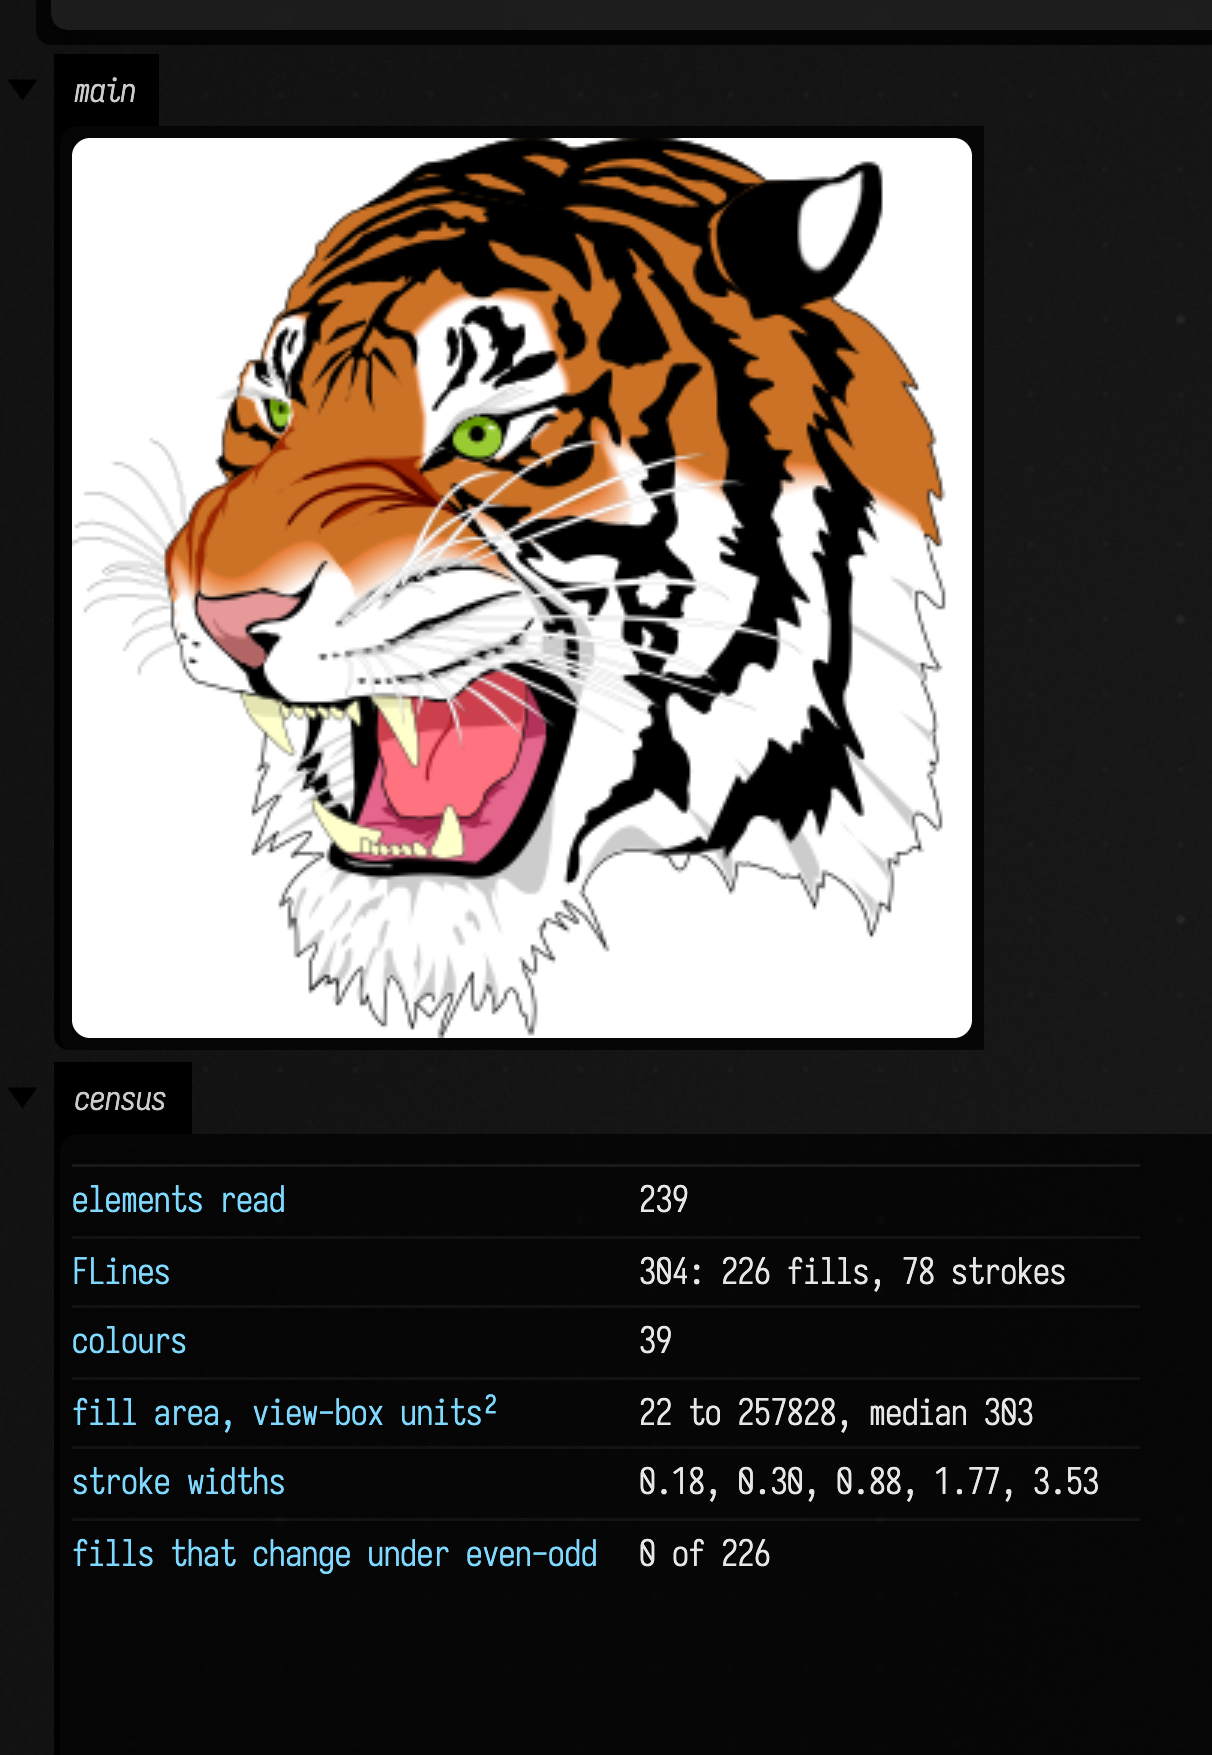 main
census
elements read 239
FLines 304: 226 fills, 78 strokes
colours 39
fill area, view-box units² 22 to 257828, median 303
stroke widths 0.18, 0.30, 0.88, 1.77, 3.53
fills that change under even-odd 0 of 226